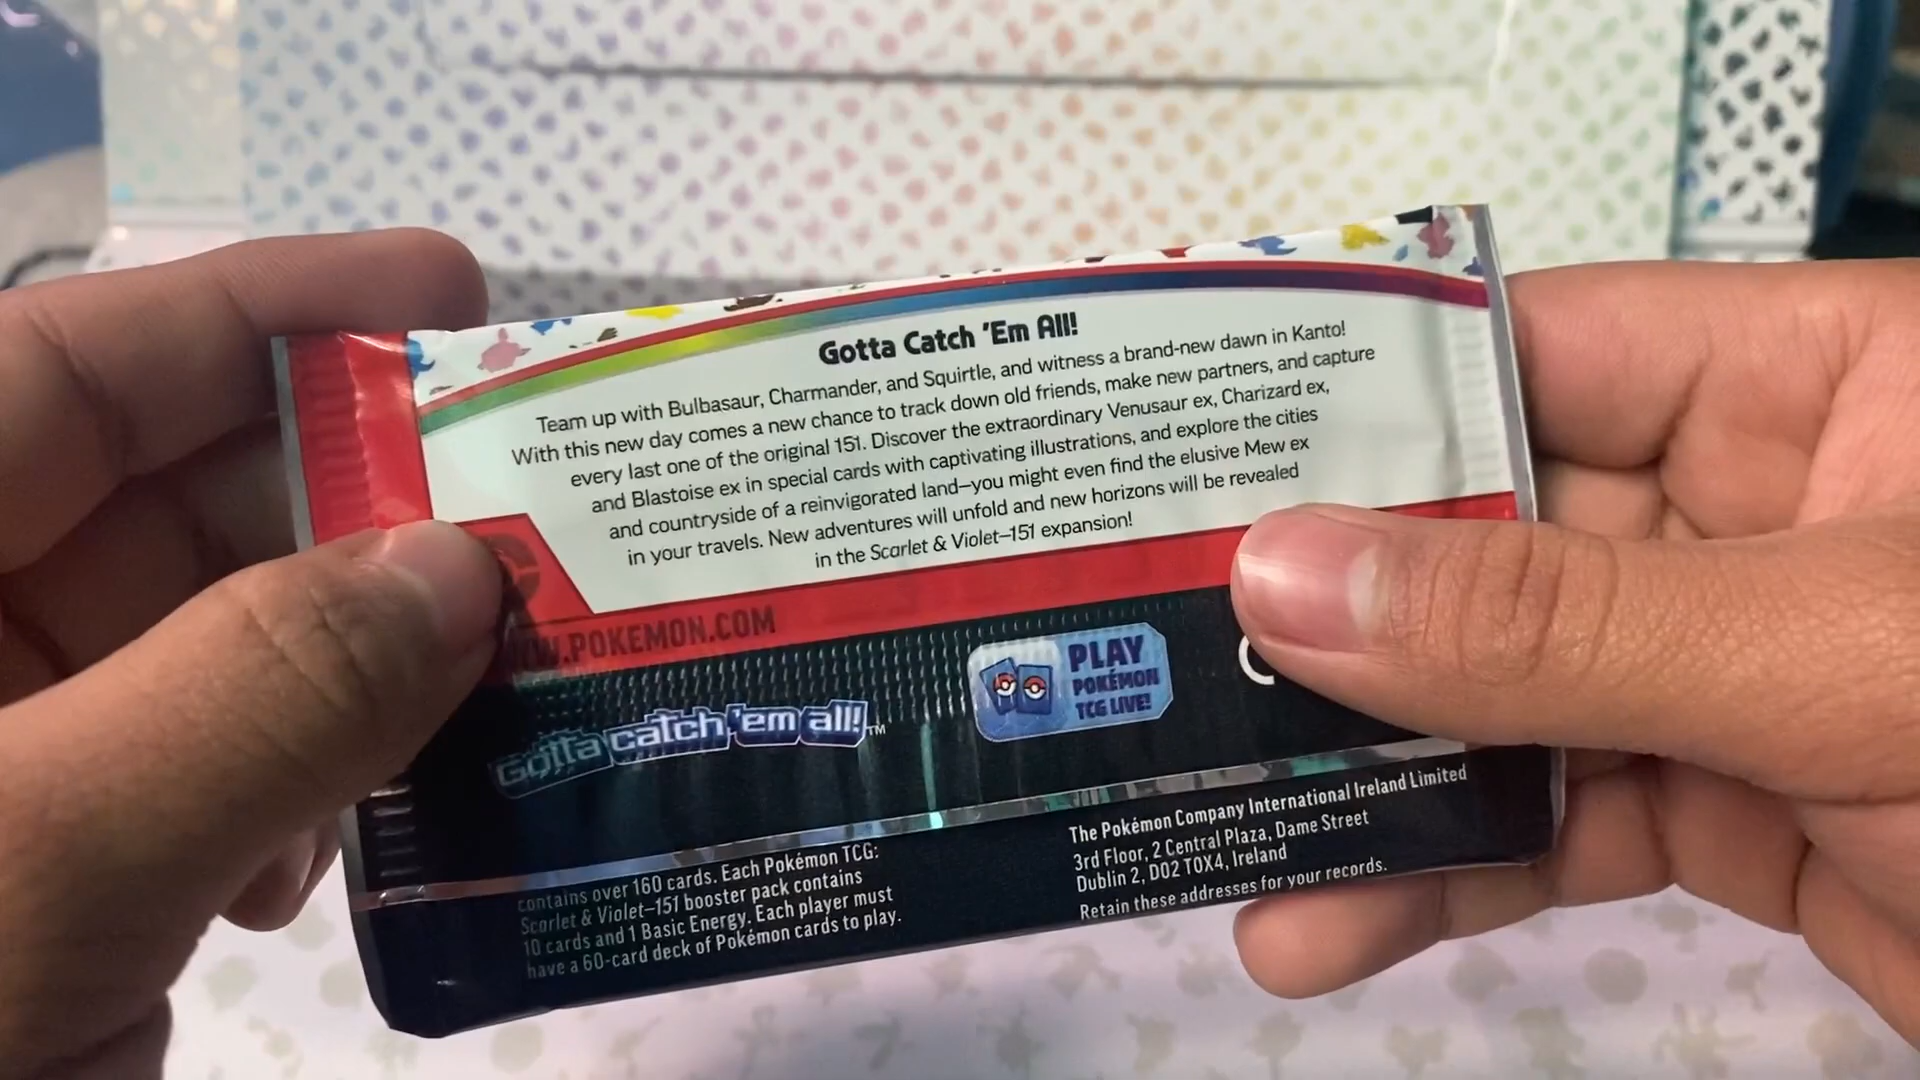 Gotta Catch 'Em All!
Team up with Bulbasaur, Charmander, and Squirtle, and witness a brand-new dawn in Kanto!
With this new day comes a new chance to track down old friends, make new partners, and capture
every last one of the original 151. Discover the extraordinary Venusaur ex, Charizard ex,
and Blastoise ex in special cards with captivating illustrations, and explore the cities
and countryside of a reinvigorated land—you might even find the elusive Mew ex
in your travels. New adventures will unfold and new horizons will be revealed
in the Scarlet & Violet—151 expansion!
WWW.POKEMON.COM
Gotta catch 'em all!™
PLAY
POKÉMON
TCG LIVE!
contains over 160 cards. Each Pokémon TCG:
Scarlet & Violet—151 booster pack contains
10 cards and 1 Basic Energy. Each player must
have a 60-card deck of Pokémon cards to play.
The Pokémon Company International Ireland Limited
3rd Floor, 2 Central Plaza, Dame Street
Dublin 2, D02 T0X4, Ireland
Retain these addresses for your records.